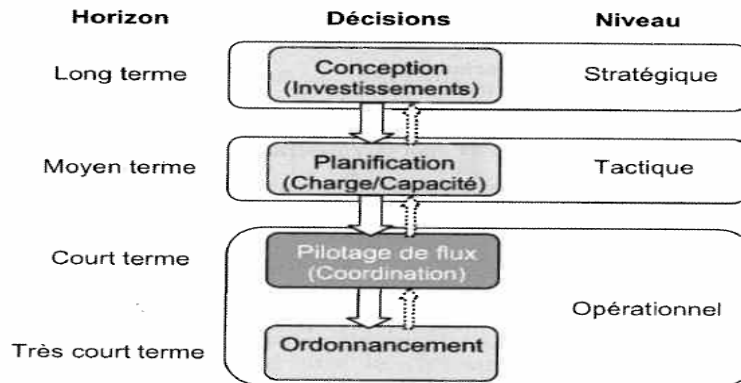 Horizon Décisions Niveau
Long terme Conception Stratégique
(Investissements)
Moyen terme Planification Tactique
(Charge/Capacité)
Court terme Pilotage de flux
(Coordination)
Opérationnel
Très court terme Ordonnancement